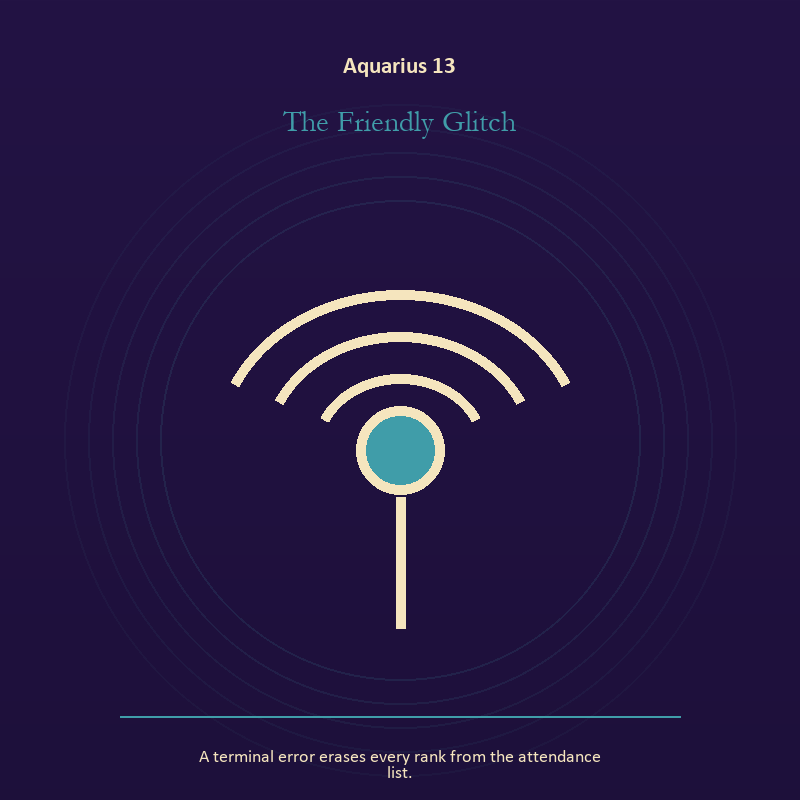 Aquarius 13
The Friendly Glitch
A terminal error erases every rank from the attendance
list.